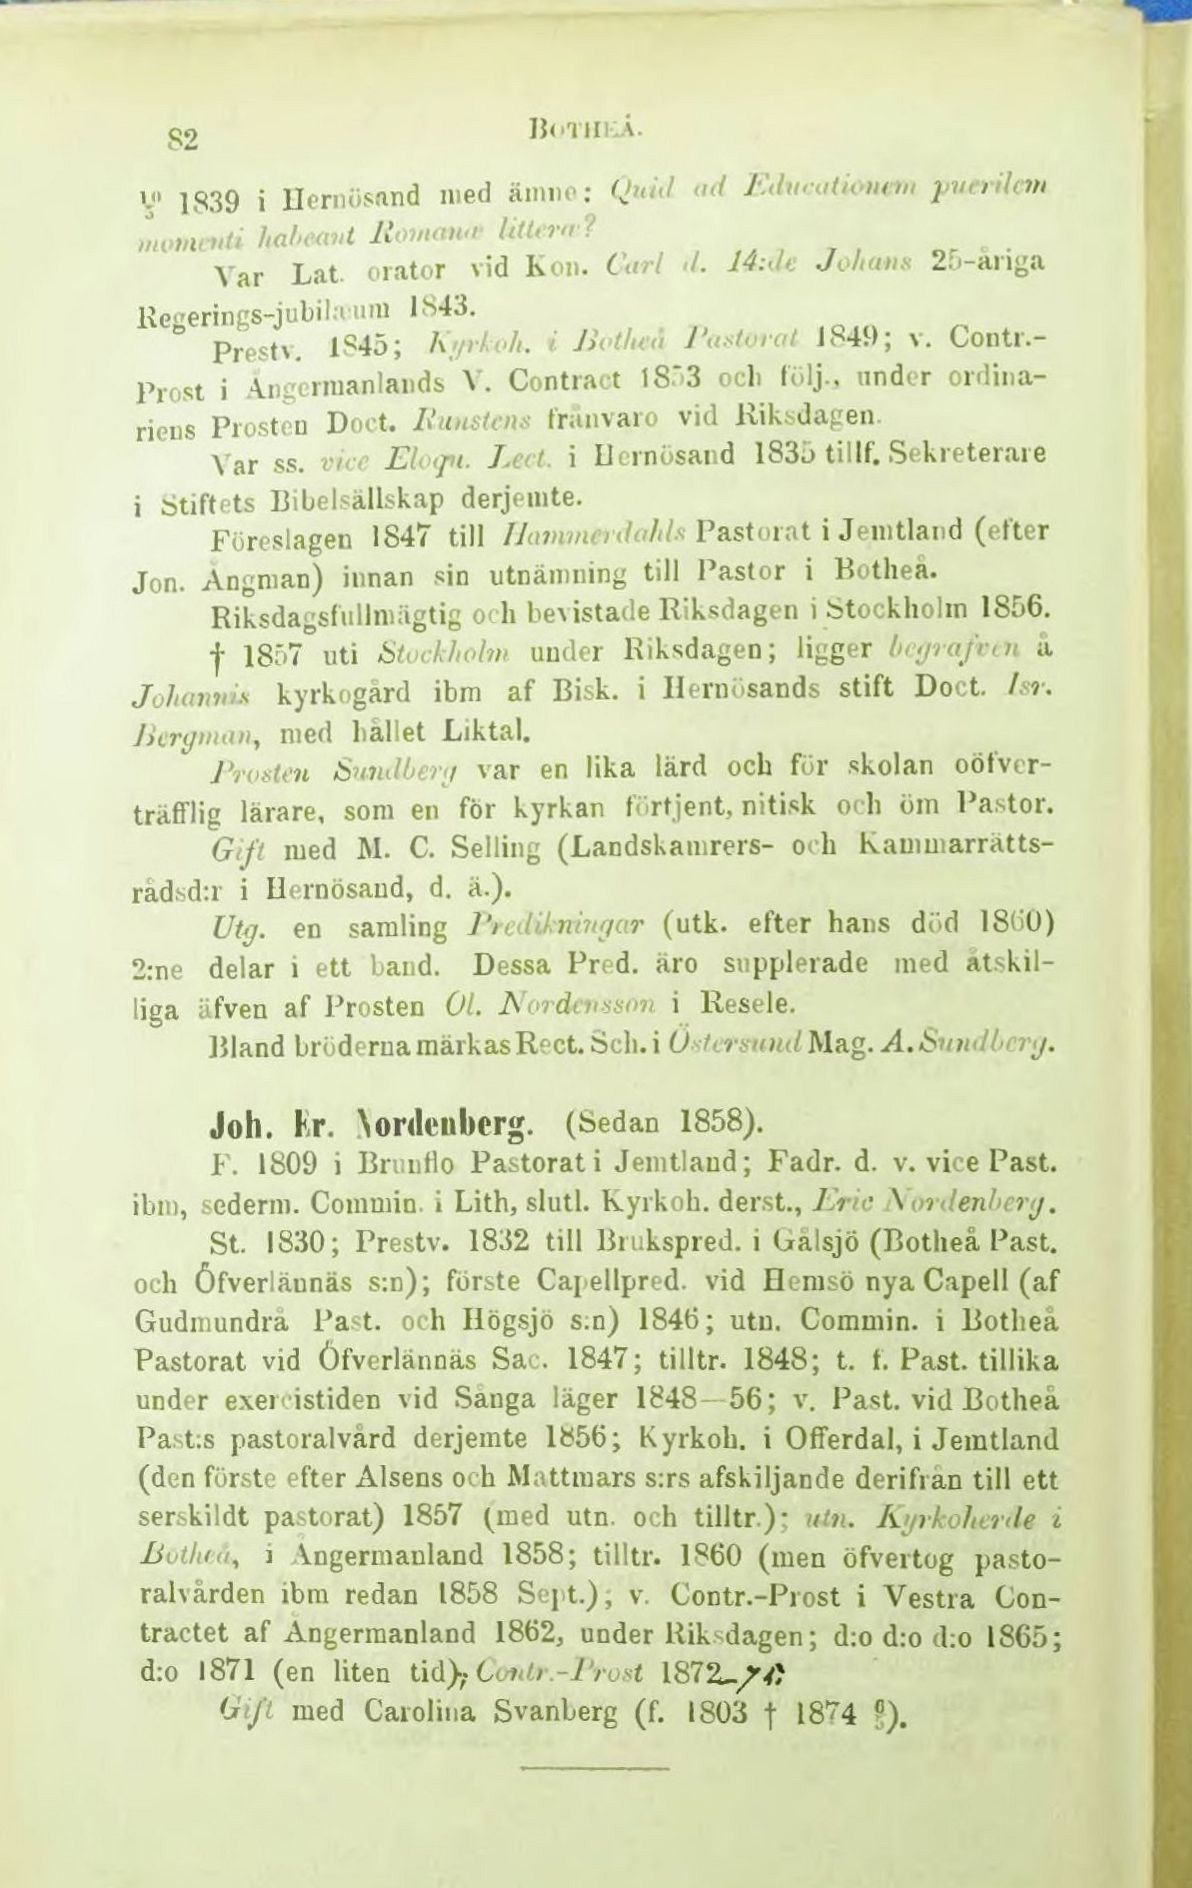 82
BOTHEÅ.
1839 i Hernösand med ämne: Quid ad Educationem puerilem
momenti habeant Romanæ litteræ?
Var Lat. orator vid Kon. Carl d. 14:de Johans 25-åriga
Regerings-jubilæum 1843.
Prestv. 1845; Kyrkoh. i Botheå Pastorat 1849; v. Contr.-
Prost i Ångermanlands V. Contract 1853 och följ., under ordina-
riens Prosten Doct. Runstens frånvaro vid Riksdagen.
Var ss. vice Eloqu. Lect. i Hernösand 1835 tillf. Sekreterare
i Stiftets Bibelsällskap derjemte.
Föreslagen 1847 till Hammerdahls Pastorat i Jemtland (efter
Jon. Ångman) innan sin utnämning till Pastor i Botheå.
Riksdagsfullmägtig och bevistade Riksdagen i Stockholm 1856.
† 1857 uti Stockholm under Riksdagen; ligger begrafven å
Johannis kyrkogård ibm af Bisk. i Hernösands stift Doct. Isr.
Bergman, med hållet Liktal.
Prosten Sundberg var en lika lärd och för skolan oöfver-
träfflig lärare, som en för kyrkan förtjent, nitisk och öm Pastor.
Gift med M. C. Selling (Landskamrers- och Kammarrätts-
rådsd:r i Hernösand, d. ä.).
Utg. en samling Predikningar (utk. efter hans död 1860)
2:ne delar i ett band. Dessa Pred. äro supplerade med åtskil-
liga äfven af Prosten Ol. Nordensson i Resele.
Bland bröderna märkas Rect. Sch. i Östersund Mag. A. Sundberg.
Joh. Er. Nordenberg. (Sedan 1858).
F. 1809 i Brunflo Pastorat i Jemtland; Fadr. d. v. vice Past.
ibm, sederm. Commin. i Lith, slutl. Kyrkoh. derst., Eric Nordenberg.
St. 1830; Prestv. 1832 till Brukspred. i Gålsjö (Botheå Past.
och Öfverlännäs s:n); förste Capellpred. vid Hemsö nya Capell (af
Gudmundrå Past. och Högsjö s:n) 1846; utn. Commin. i Botheå
Pastorat vid Öfverlännäs Sac. 1847; tilltr. 1848; t. f. Past. tillika
under exercistiden vid Sånga läger 1848—56; v. Past. vid Botheå
Past:s pastoralvård derjemte 1856; Kyrkoh. i Offerdal, i Jemtland
(den förste efter Alsens och Mattmars s:rs afskiljande derifrån till ett
serskildt pastorat) 1857 (med utn. och tilltr.); utn. Kyrkoherde i
Botheå, i Ångermanland 1858; tilltr. 1860 (men öfvertog pasto-
ralvården ibm redan 1858 Sept.); v. Contr.-Prost i Vestra Con-
tractet af Ångermanland 1862, under Riksdagen; d:o d:o d:o 1865;
d:o 1871 (en liten tid); Contr.-Prost 1872
Gift med Carolina Svanberg (f. 1803 † 1874 ).